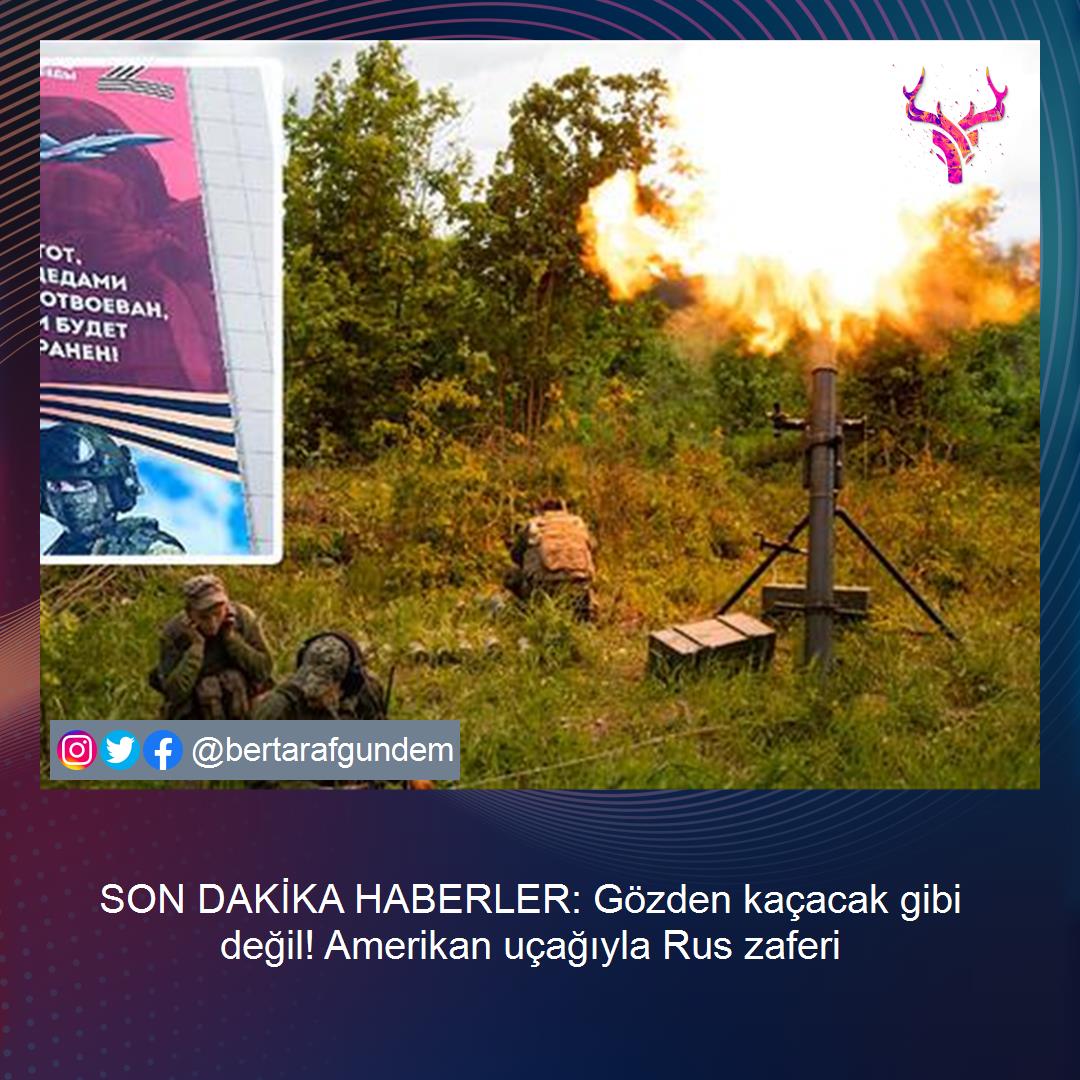 ТОТ,
ДЕДАМИ
ОТВОЕВАН,
И БУДЕТ
РАНЕН!
@bertarafgundem
SON DAKİKA HABERLER: Gözden kaçacak gibi
değil! Amerikan uçağıyla Rus zaferi